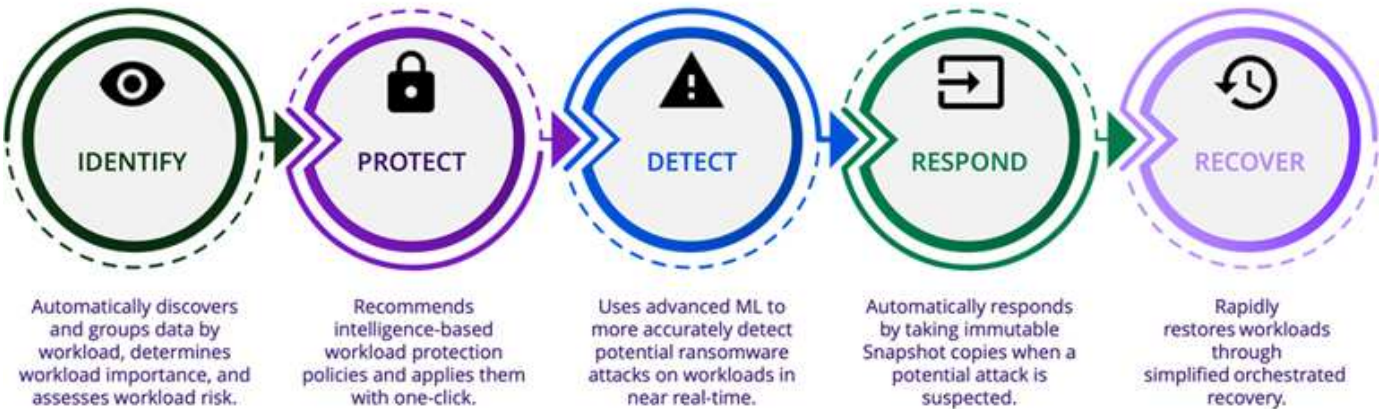 IDENTIFY
PROTECT
DETECT
RESPOND
RECOVER
Automatically discovers
and groups data by
workload, determines
workload importance, and
assesses workload risk.
Recommends
intelligence-based
workload protection
policies and applies them
with one-click.
Uses advanced ML to
more accurately detect
potential ransomware
attacks on workloads in
near real-time.
Automatically responds
by taking immutable
Snapshot copies when a
potential attack is
suspected.
Rapidly
restores workloads
through
simplified orchestrated
recovery.